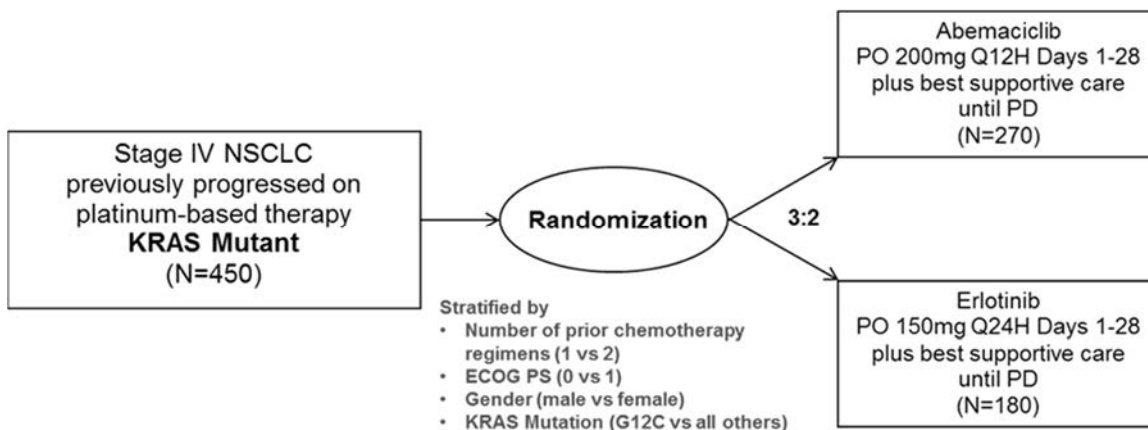 Stage IV NSCLC
previously progressed on
platinum-based therapy
KRAS Mutant
(N=450)
Randomization
Stratified by
• Number of prior chemotherapy
regimens (1 vs 2)
• ECOG PS (0 vs 1)
• Gender (male vs female)
• KRAS Mutation (G12C vs all others)
3:2
Abemaciclib
PO 200mg Q12H Days 1-28
plus best supportive care
until PD
(N=270)
Erlotinib
PO 150mg Q24H Days 1-28
plus best supportive care
until PD
(N=180)